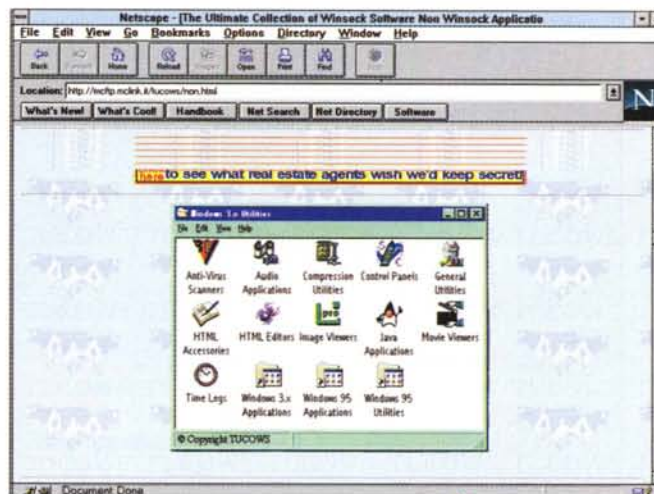 Netscape - [The Ultimate Collection of Winsock Software Non Winsock Applicatio
File Edit View Go Bookmarks Options Directory Window Help
Back Forward Home Reload Images Open Print Find Stop
Location: http://mcftp.mclink.it/tucows/non.html
What's New! What's Cool! Handbook Net Search Net Directory Software
N
here to see what real estate agents wish we'd keep secret
Windows 3.x Utilities
File Edit View Help
Anti-Virus Scanners
Audio Applications
Compression Utilities
Control Panels
General Utilities
HTML Accessories
HTML Editors
pro
Image Viewers
Java Applications
Movie Viewers
Time Logs
Windows 3.x Applications
Windows 95 Applications
Windows 95 Utilities
© Copyright TUCOWS
Document Done